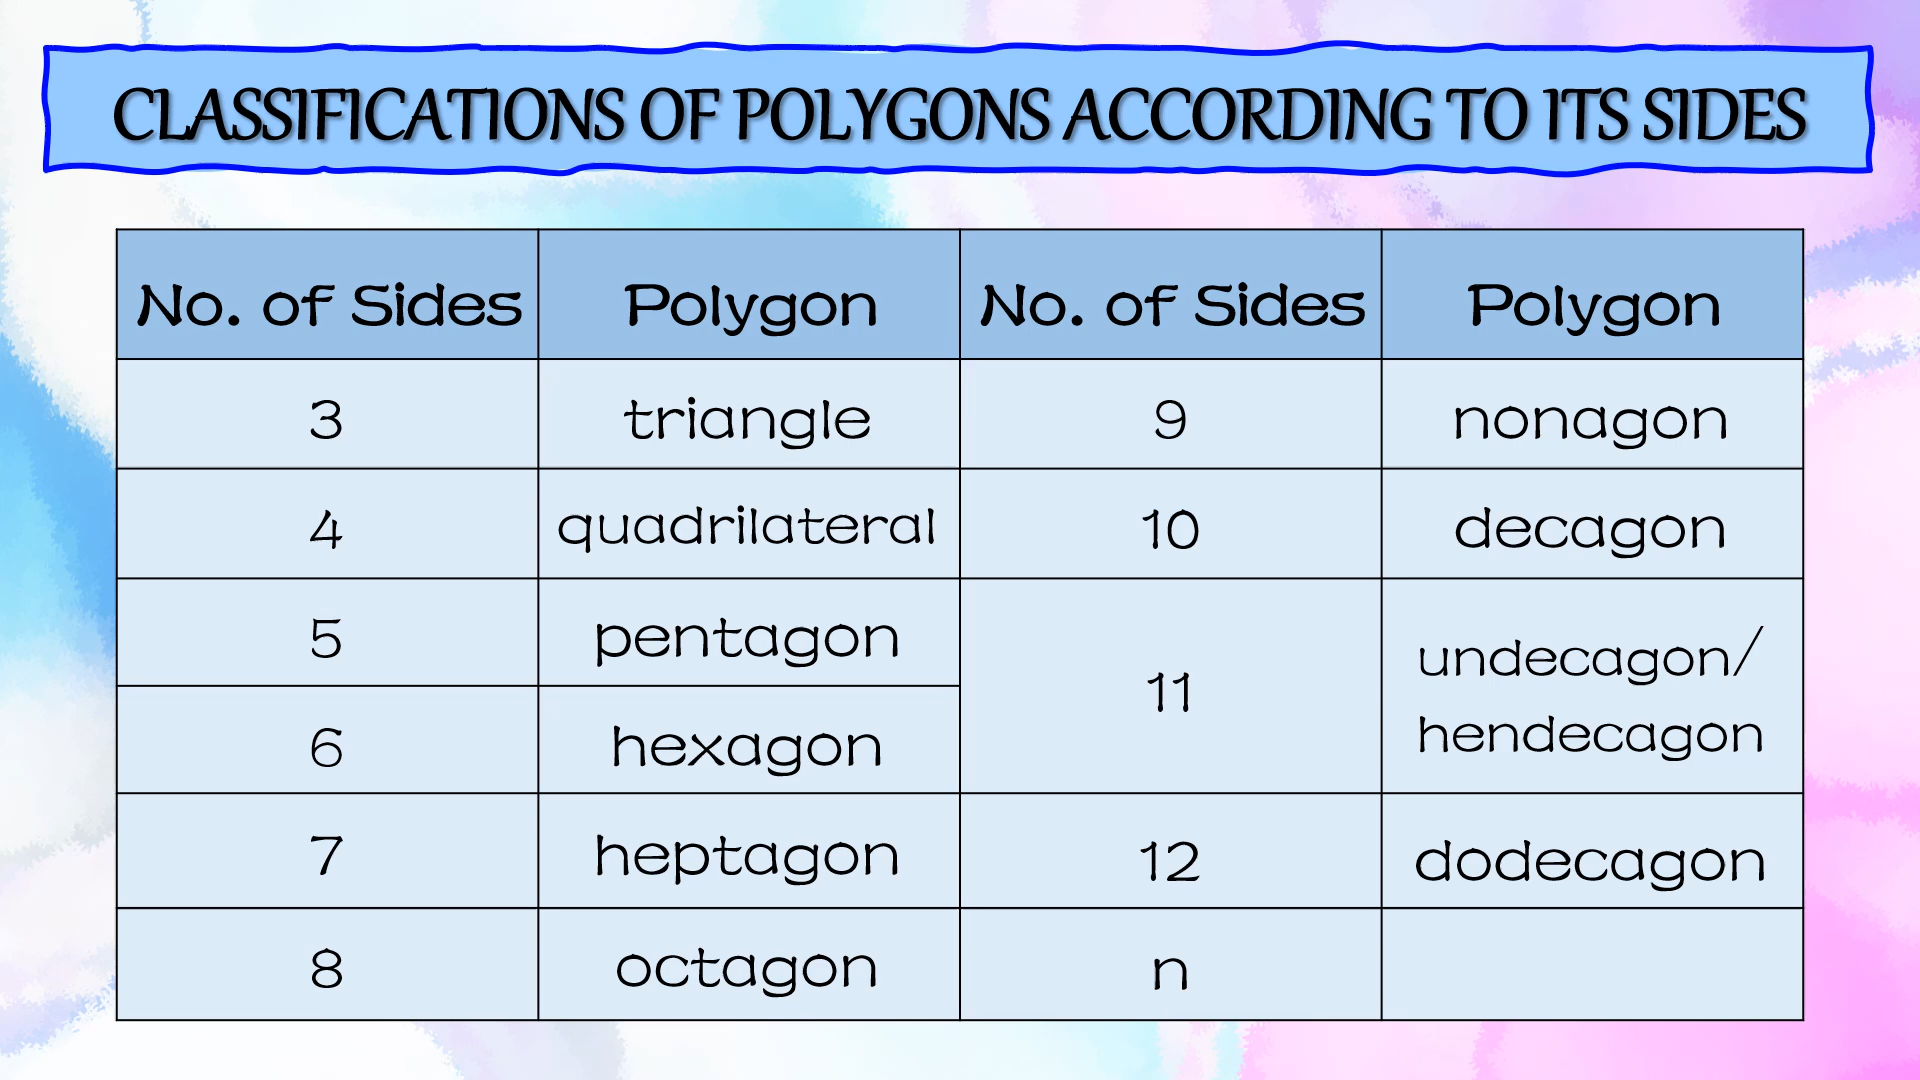 CLASSIFICATIONS OF POLYGONS ACCORDING TO ITS SIDES
No. of Sides Polygon No. of Sides Polygon
3 triangle 9 nonagon
4 quadrilateral 10 decagon
5 pentagon 11 undecagon/
hendecagon
6 hexagon
7 heptagon 12 dodecagon
8 octagon n